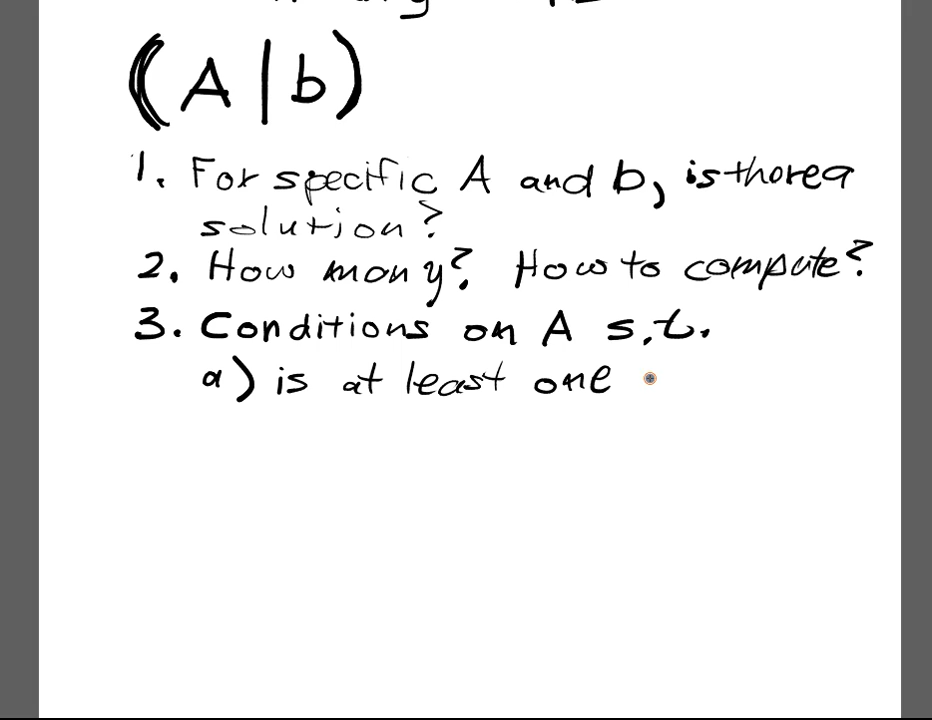 (A|b)
1. For specific A and b, is there a
solution?
2. How many? How to compute?
3. Conditions on A s.t.
a) is at least one